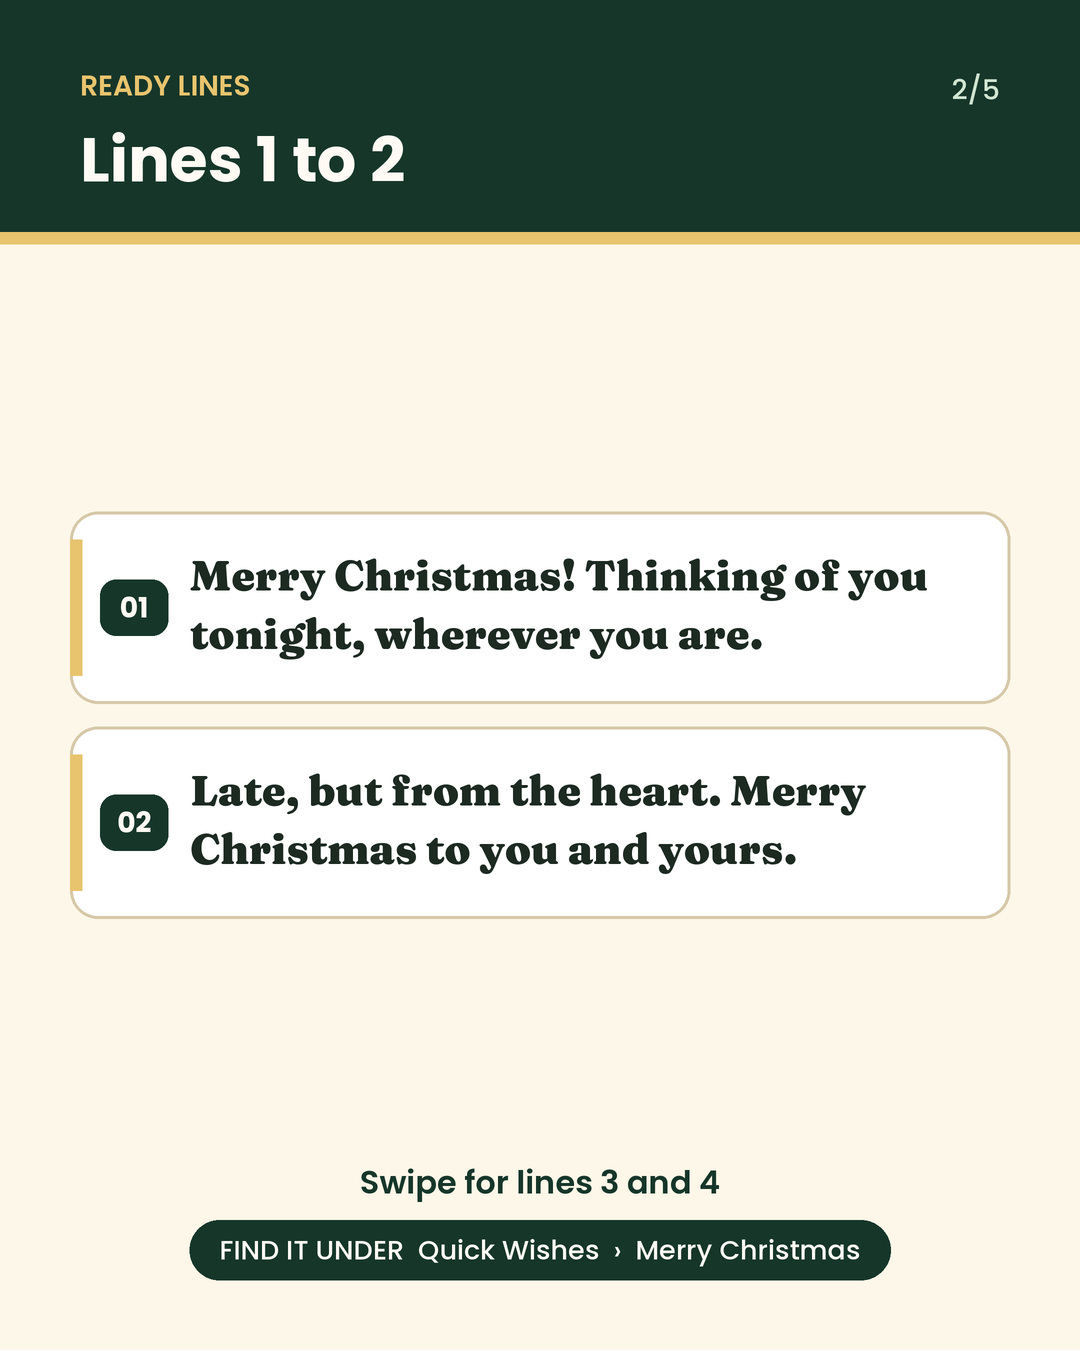 READY LINES
2/5
Lines 1 to 2
01
Merry Christmas! Thinking of you
tonight, wherever you are.
02
Late, but from the heart. Merry
Christmas to you and yours.
Swipe for lines 3 and 4
FIND IT UNDER Quick Wishes › Merry Christmas